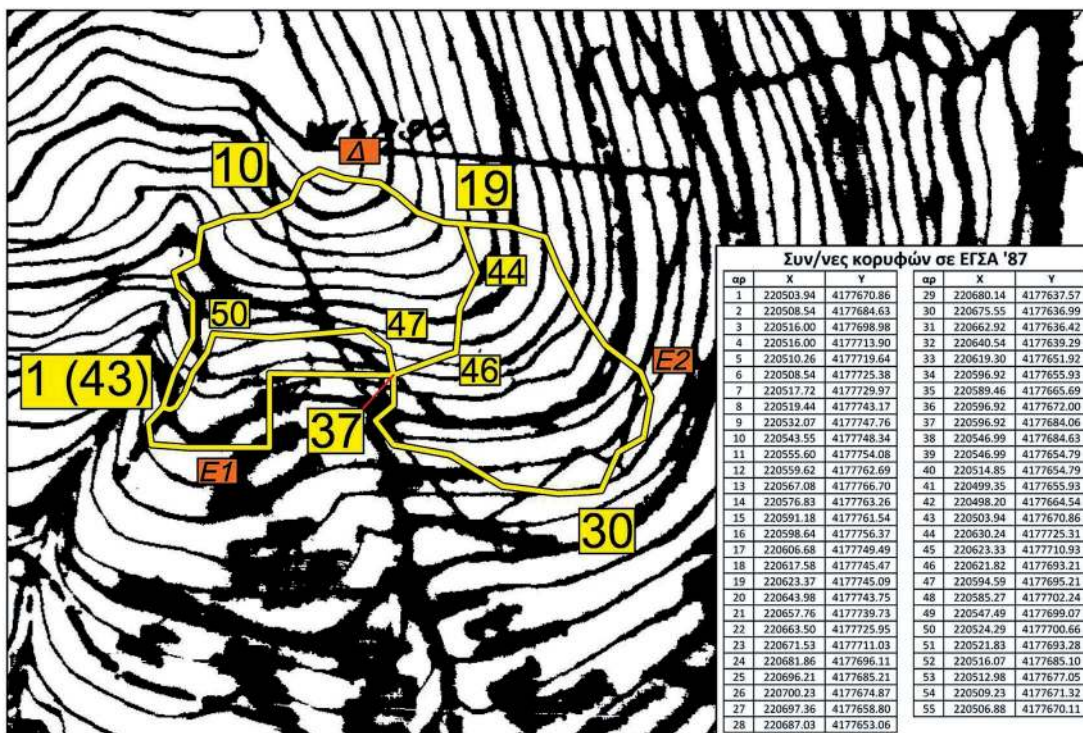 Δ
10
19
44
50
47
46
1 (43)
E2
37
E1
30
Συν/νες κορυφών σε ΕΓΣΑ '87
αρ X Y αρ X Y
1 220503.94 4177670.86 29 220680.14 4177637.57
2 220508.54 4177684.63 30 220675.55 4177636.99
3 220516.00 4177698.98 31 220662.92 4177636.42
4 220516.00 4177713.90 32 220640.54 4177639.29
5 220510.26 4177719.64 33 220619.30 4177651.92
6 220508.54 4177725.38 34 220596.92 4177655.93
7 220517.72 4177729.97 35 220589.46 4177665.69
8 220519.44 4177743.17 36 220596.92 4177672.00
9 220532.07 4177747.76 37 220596.92 4177684.06
10 220543.55 4177748.34 38 220546.99 4177684.63
11 220555.60 4177754.08 39 220546.99 4177654.79
12 220559.62 4177762.69 40 220514.85 4177654.79
13 220567.08 4177766.70 41 220499.35 4177655.93
14 220576.83 4177763.26 42 220498.20 4177664.54
15 220591.18 4177761.54 43 220503.94 4177670.86
16 220598.64 4177756.37 44 220630.24 4177725.31
17 220606.68 4177749.49 45 220623.33 4177710.93
18 220617.58 4177745.47 46 220621.82 4177693.21
19 220623.37 4177745.09 47 220594.59 4177695.21
20 220643.98 4177743.75 48 220585.27 4177702.24
21 220657.76 4177739.73 49 220547.49 4177699.07
22 220663.50 4177725.95 50 220524.29 4177700.66
23 220671.53 4177711.03 51 220521.83 4177693.28
24 220681.86 4177696.11 52 220516.07 4177685.10
25 220696.21 4177685.21 53 220512.98 4177677.05
26 220700.23 4177674.87 54 220509.23 4177671.32
27 220697.36 4177658.80 55 220506.88 4177670.11
28 220687.03 4177653.06